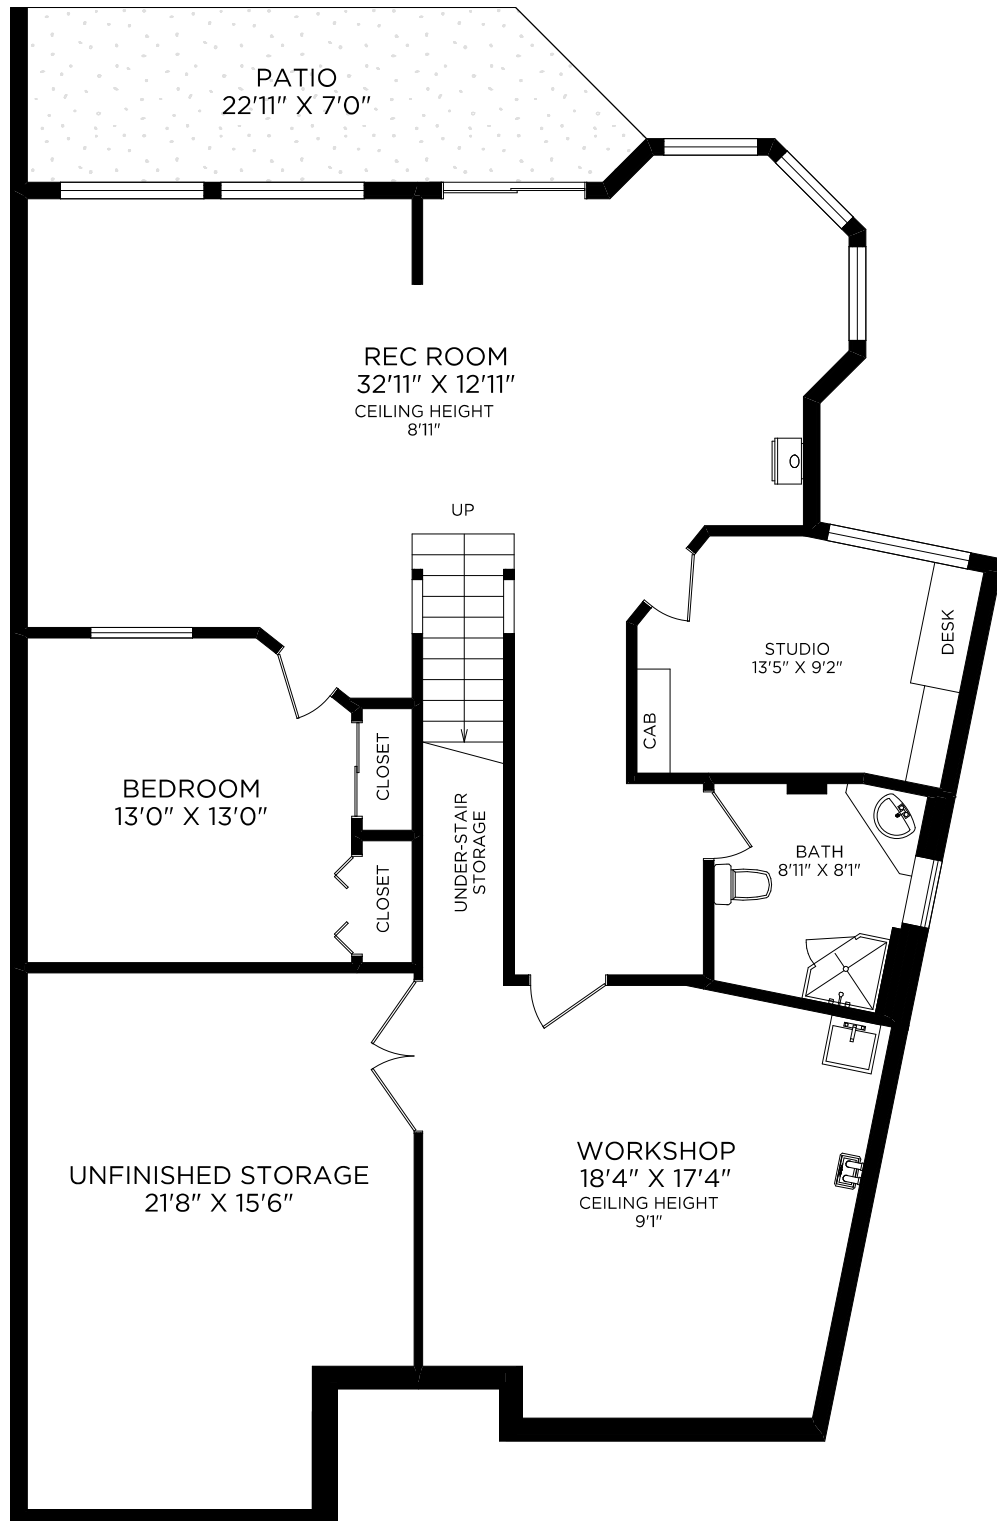 PATIO
22'11" X 7'0"
REC ROOM
32'11" X 12'11"
CEILING HEIGHT
8'11"
UP
STUDIO
13'5" X 9'2"
DESK
CAB
BEDROOM
13'0" X 13'0"
CLOSET
CLOSET
UNDER-STAIR
STORAGE
BATH
8'11" X 8'1"
UNFINISHED STORAGE
21'8" X 15'6"
WORKSHOP
18'4" X 17'4"
CEILING HEIGHT
9'1"